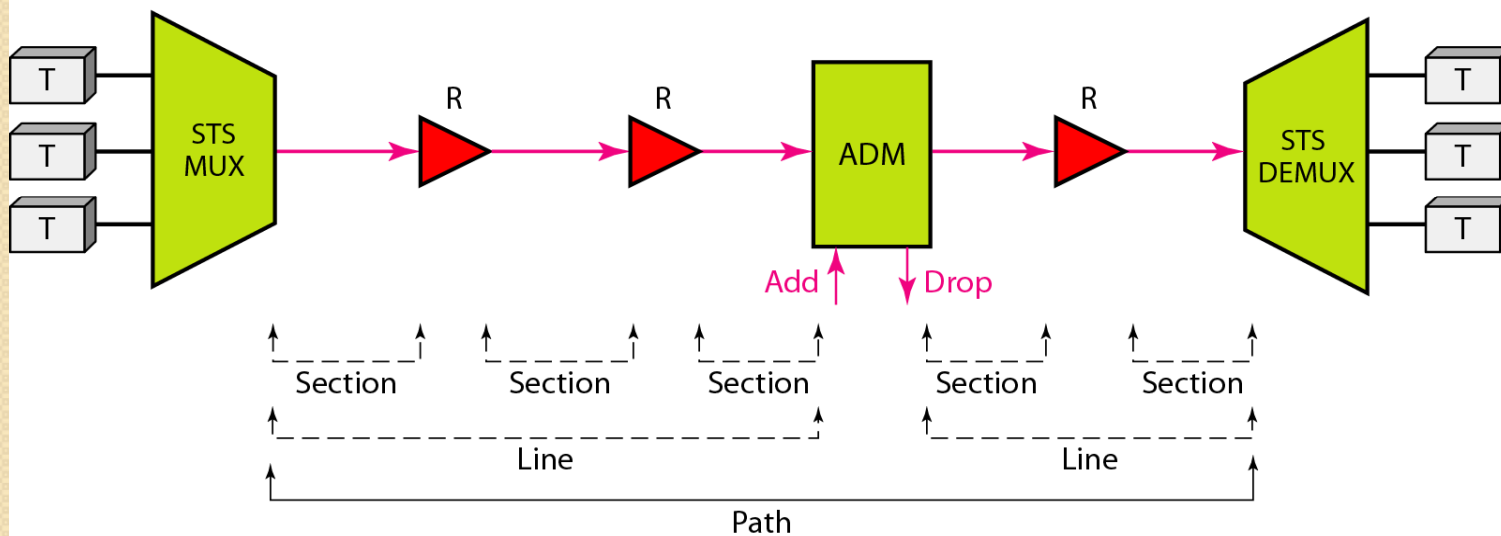 T
T
T
STS
MUX
R
R
ADM
Add
Drop
R
STS
DEMUX
T
T
T
Section
Section
Section
Section
Section
Line
Line
Path